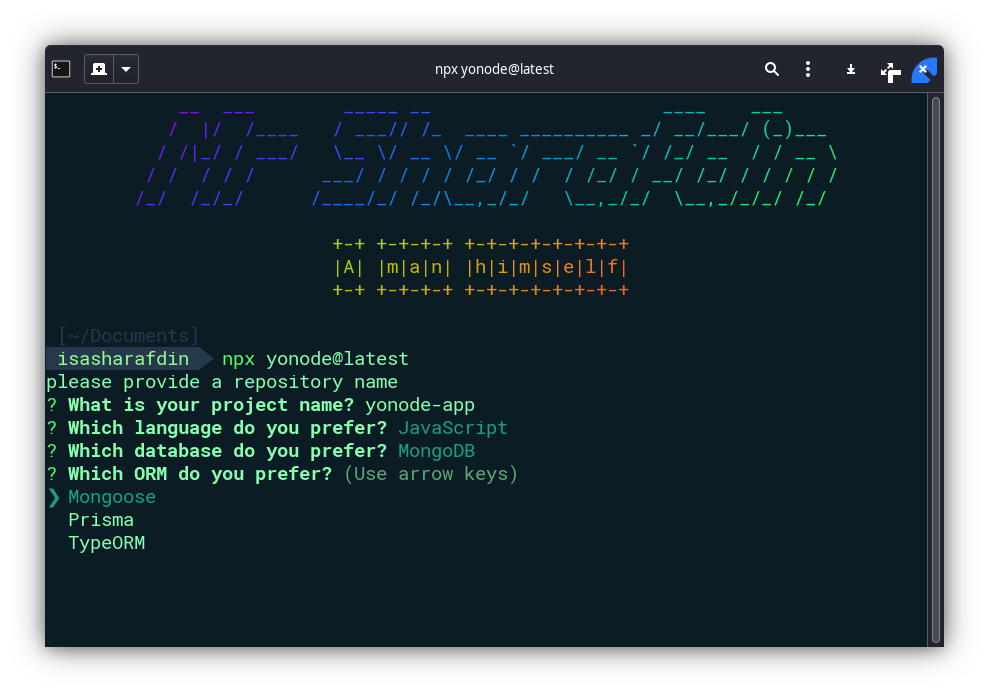 npx yonode@latest
Mr Sharafdin
+-+ +-+-+-+ +-+-+-+-+-+-+-+
|A| |m|a|n| |h|i|m|s|e|l|f|
+-+ +-+-+-+ +-+-+-+-+-+-+-+
[~/Documents]
isasharafdin npx yonode@latest
please provide a repository name
? What is your project name? yonode-app
? Which language do you prefer? JavaScript
? Which database do you prefer? MongoDB
? Which ORM do you prefer? (Use arrow keys)
❯ Mongoose
Prisma
TypeORM